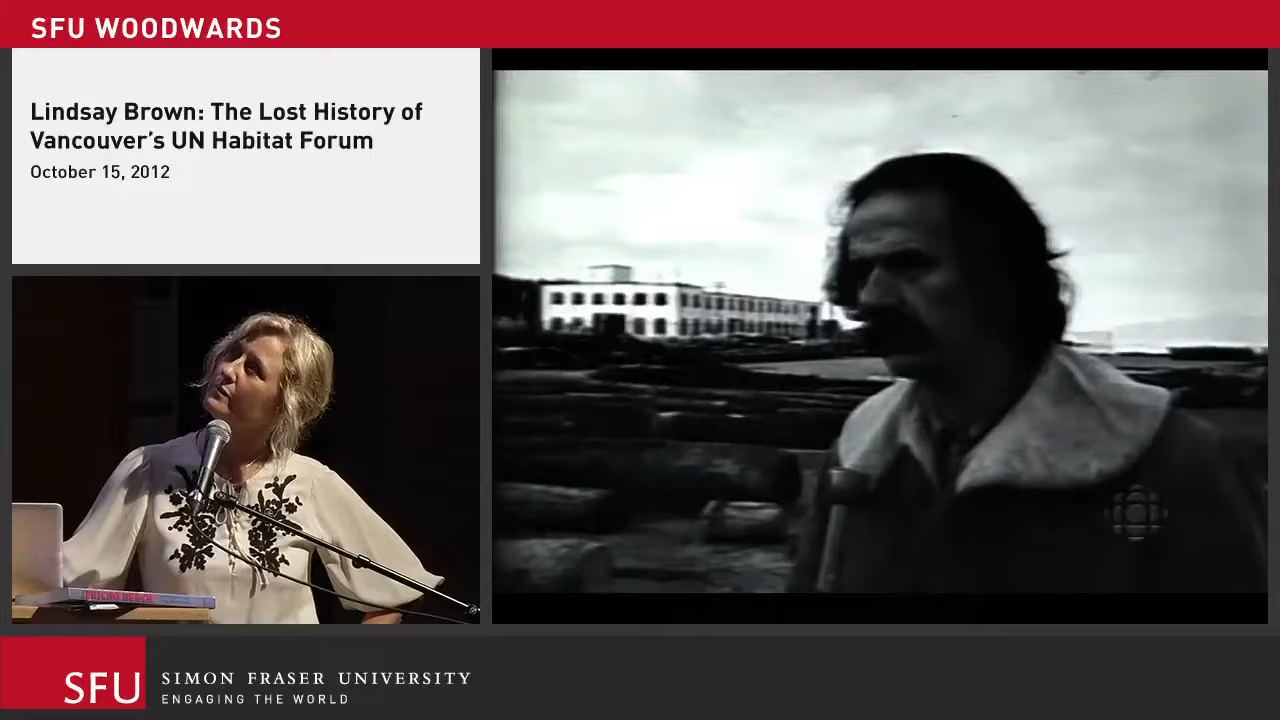 SFU WOODWARDS
Lindsay Brown: The Lost History of
Vancouver's UN Habitat Forum
October 15, 2012
SFU
SIMON FRASER UNIVERSITY
ENGAGING THE WORLD